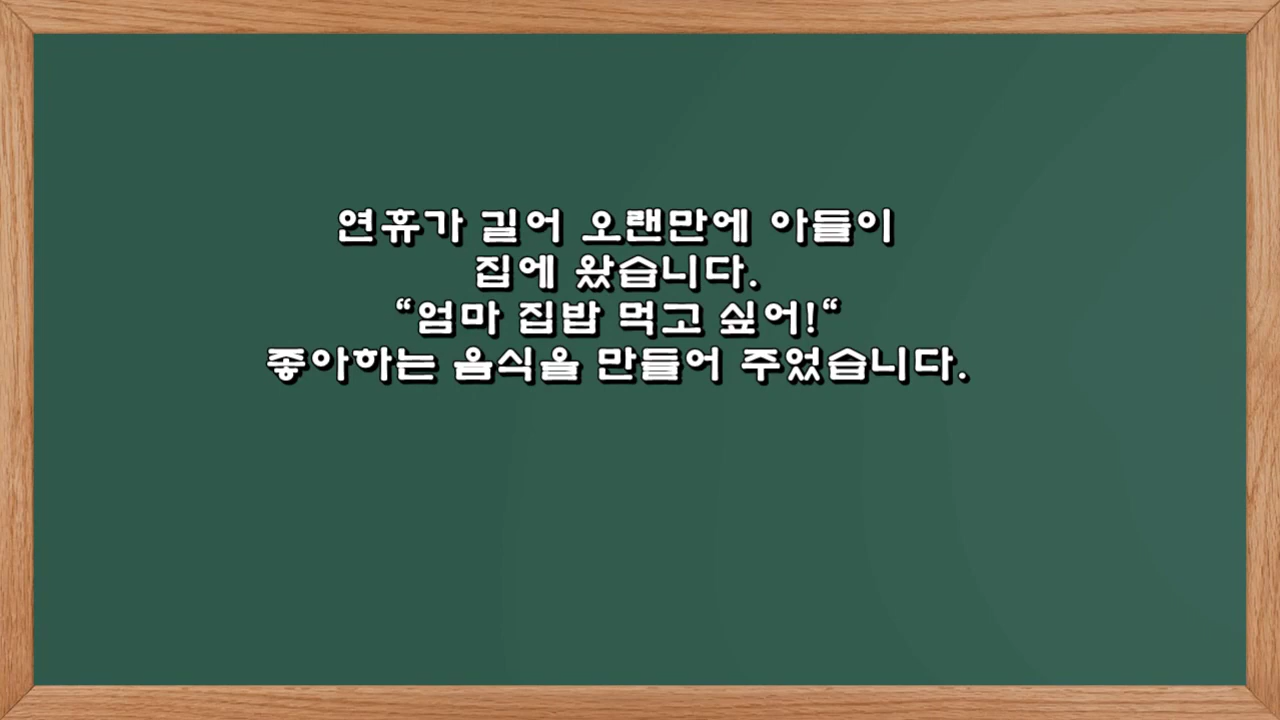 연휴가 길어 오랜만에 아들이
집에 왔습니다.
“엄마 집밥 먹고 싶어!“
좋아하는 음식을 만들어 주었습니다.